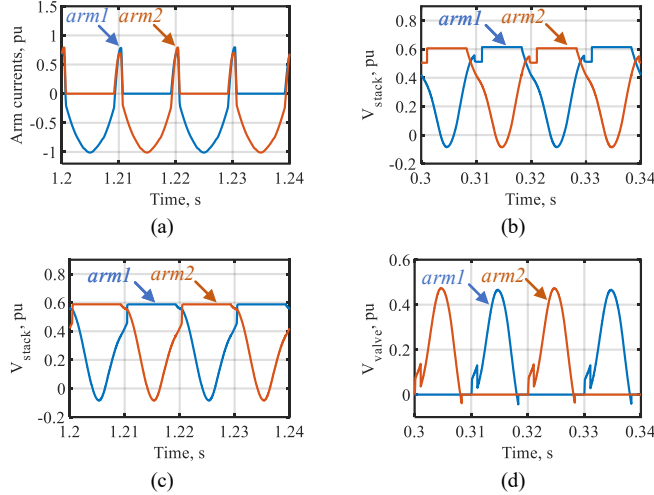 arm1 arm2
Arm currents, pu
1.5
1
0.5
0
-0.5
-1
1.2 1.21 1.22 1.23 1.24
Time, s
(a)
arm1 arm2
V_stack, pu
0.8
0.6
0.4
0.2
0
-0.2
0.3 0.31 0.32 0.33 0.34
Time, s
(b)
arm1 arm2
V_stack, pu
0.8
0.6
0.4
0.2
0
-0.2
1.2 1.21 1.22 1.23 1.24
Time, s
(c)
arm1 arm2
V_valve, pu
0.6
0.4
0.2
0
0.3 0.31 0.32 0.33 0.34
Time, s
(d)